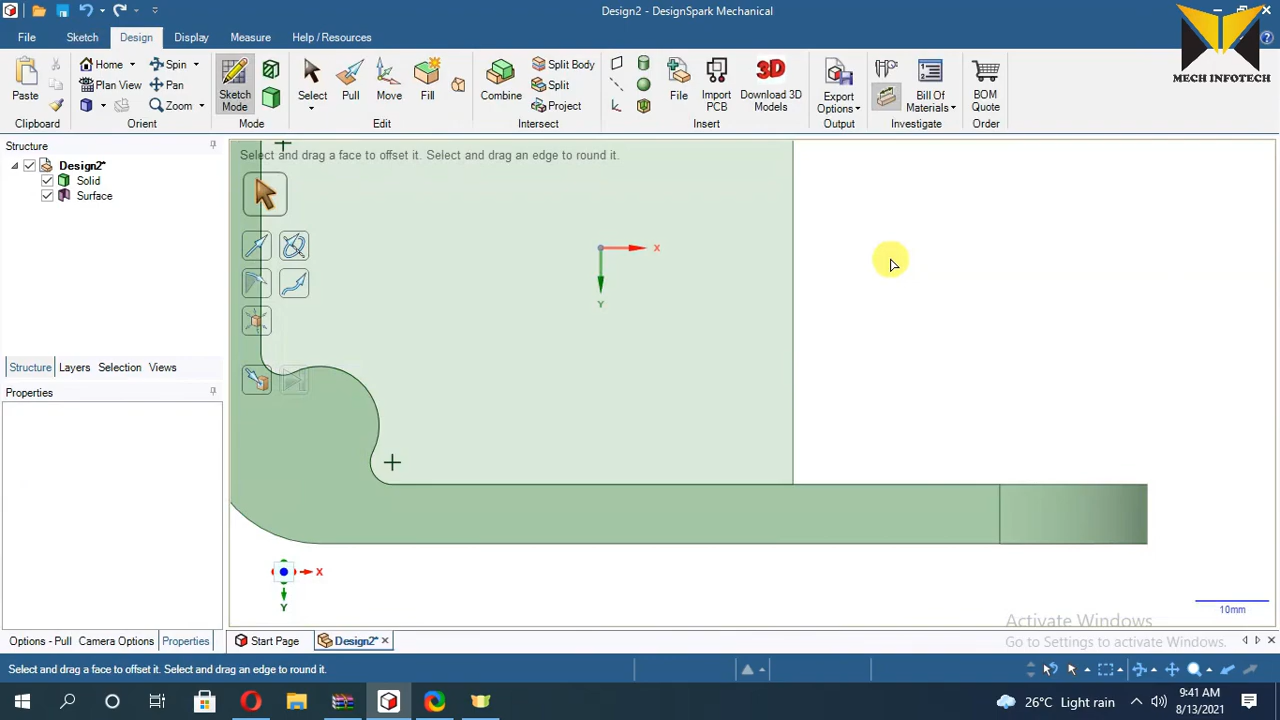 Design2 - DesignSpark Mechanical
MECH INFOTECH
File Sketch Design Display Measure Help / Resources
Home Spin
Plan View Pan
Zoom
Paste
Sketch Mode
Select Pull Move Fill
Combine
Split Body
Split
Project
File
Import PCB
3D
Download 3D Models
Export Options
Bill Of Materials
BOM Quote
Clipboard Orient Mode Edit Intersect Insert Output Investigate Order
Structure
Design2*
Solid
Surface
Select and drag a face to offset it. Select and drag an edge to round it.
X
Y
Structure Layers Selection Views
Properties
X
Y
10mm
Activate Windows
Go to Settings to activate Windows.
Options - Pull Camera Options Properties
Start Page Design2*
Select and drag a face to offset it. Select and drag an edge to round it.
26°C Light rain
9:41 AM
8/13/2021